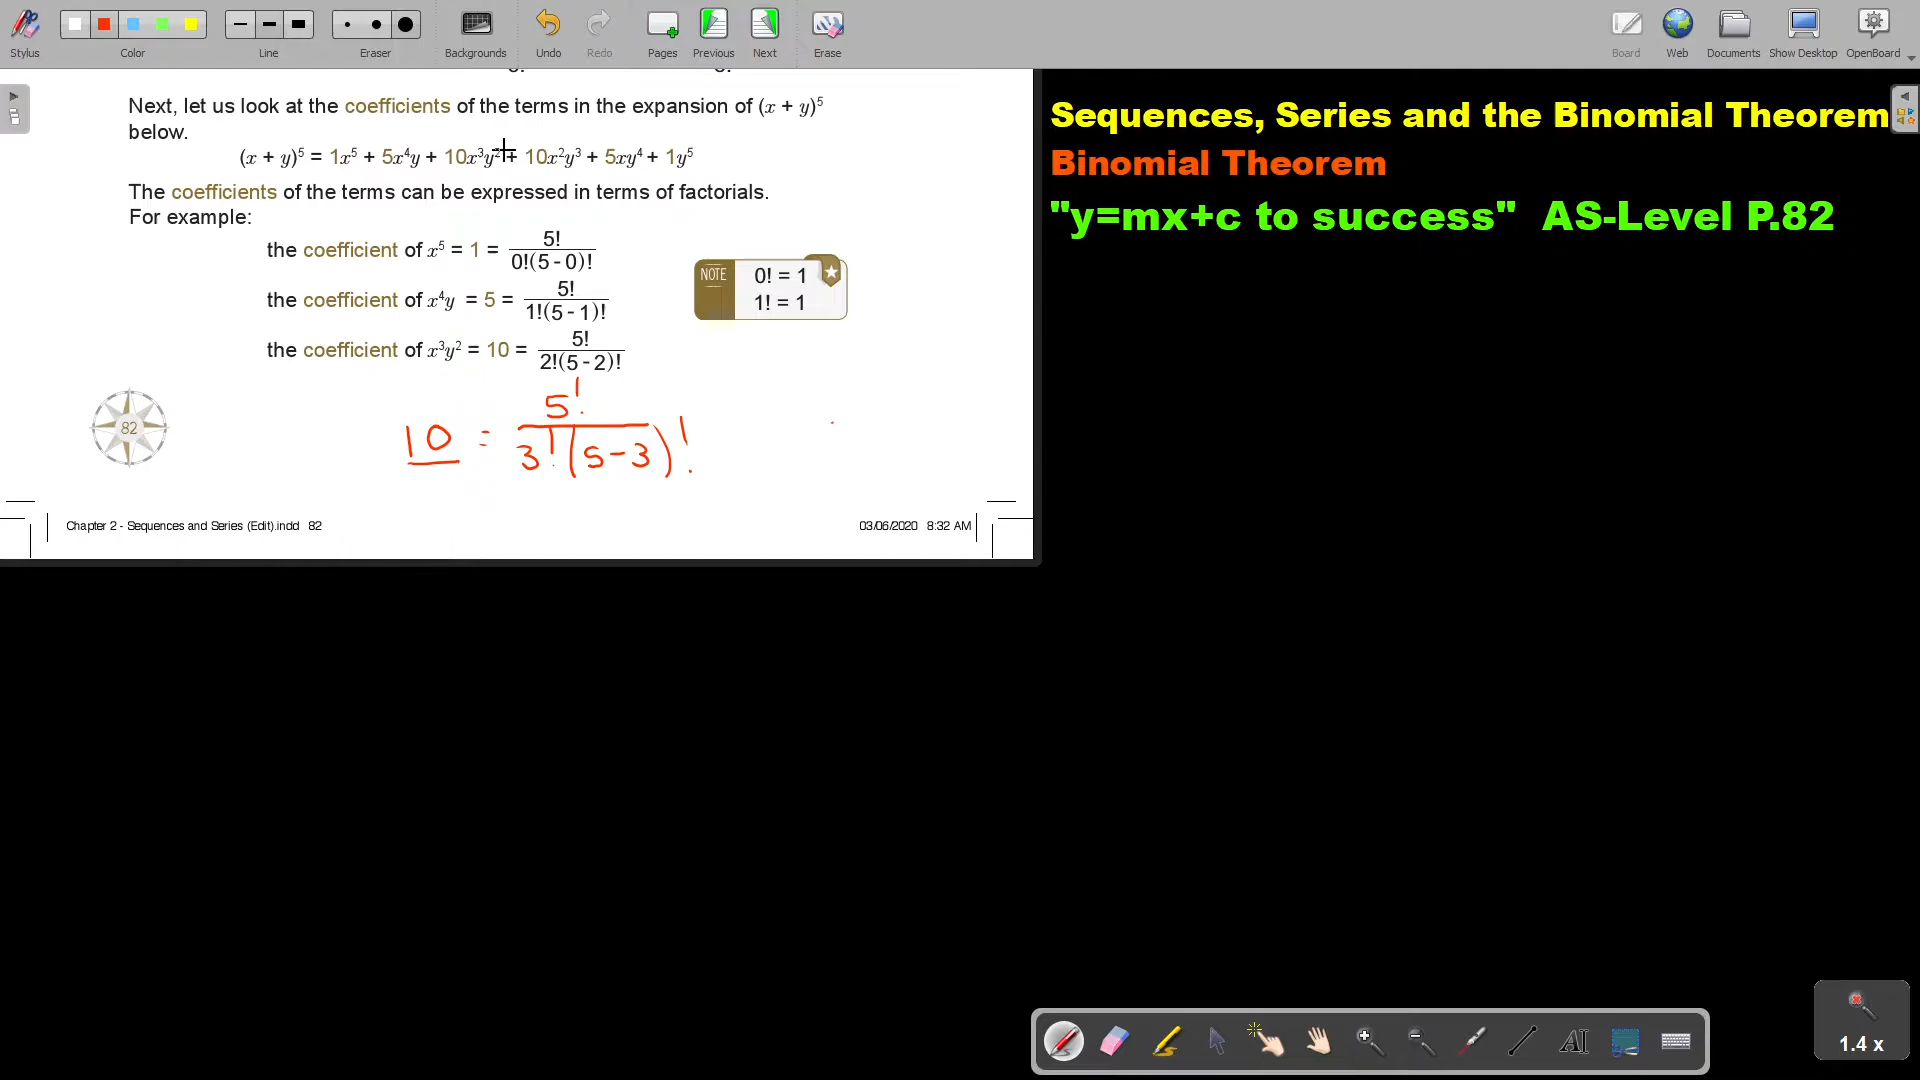 Stylus
Color
Line
Eraser
Backgrounds
Undo
Redo
Pages
Previous
Next
Erase
Board
Web
Documents
Show Desktop
OpenBoard
Next, let us look at the coefficients of the terms in the expansion of (x + y)⁵
below.
(x + y)⁵ = 1x⁵ + 5x⁴y + 10x³y² + 10x²y³ + 5xy⁴ + 1y⁵
The coefficients of the terms can be expressed in terms of factorials.
For example:
the coefficient of x⁵ = 1 = 5! / 0!(5 - 0)!
the coefficient of x⁴y = 5 = 5! / 1!(5 - 1)!
the coefficient of x³y² = 10 = 5! / 2!(5 - 2)!
NOTE
0! = 1
1! = 1
10 = 5! / 3!(5-3)!
82
Chapter 2 - Sequences and Series (Edit).indd 82
03/06/2020 8:32 AM
Sequences, Series and the Binomial Theorem
Binomial Theorem
"y=mx+c to success" AS-Level P.82
AI
1.4 x